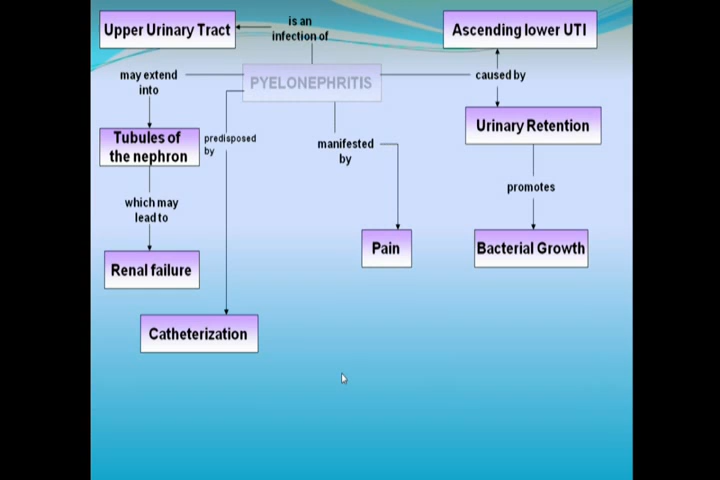 Upper Urinary Tract
is an
infection of
Ascending lower UTI
may extend
into
PYELONEPHRITIS
caused by
Tubules of
the nephron
predisposed
by
manifested
by
Urinary Retention
which may
lead to
promotes
Renal failure
Pain
Bacterial Growth
Catheterization